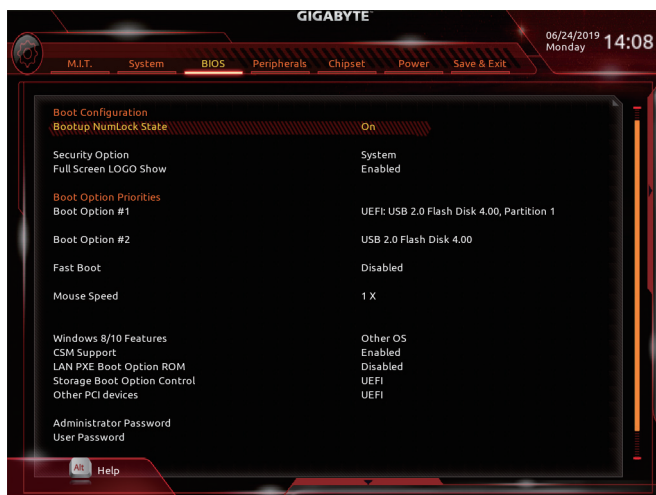 GIGABYTE™
06/24/2019 Monday 14:08
M.I.T. System BIOS Peripherals Chipset Power Save & Exit
Boot Configuration
Bootup NumLock State On
Security Option System
Full Screen LOGO Show Enabled
Boot Option Priorities
Boot Option #1 UEFI: USB 2.0 Flash Disk 4.00, Partition 1
Boot Option #2 USB 2.0 Flash Disk 4.00
Fast Boot Disabled
Mouse Speed 1 X
Windows 8/10 Features Other OS
CSM Support Enabled
LAN PXE Boot Option ROM Disabled
Storage Boot Option Control UEFI
Other PCI devices UEFI
Administrator Password
User Password
Alt Help